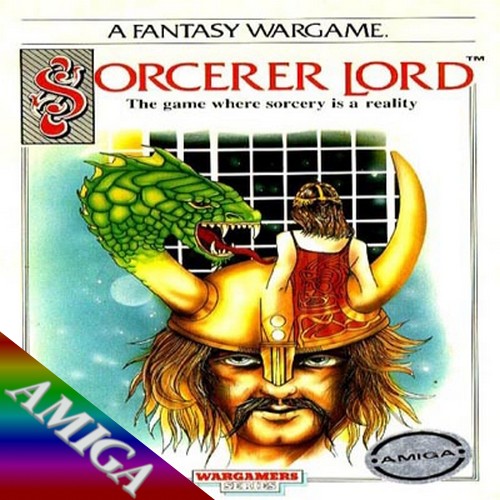 A FANTASY WARGAME.
SORCERER LORD™
The game where sorcery is a reality
AMIGA
AMIGA
WARGAMERS
SERIES